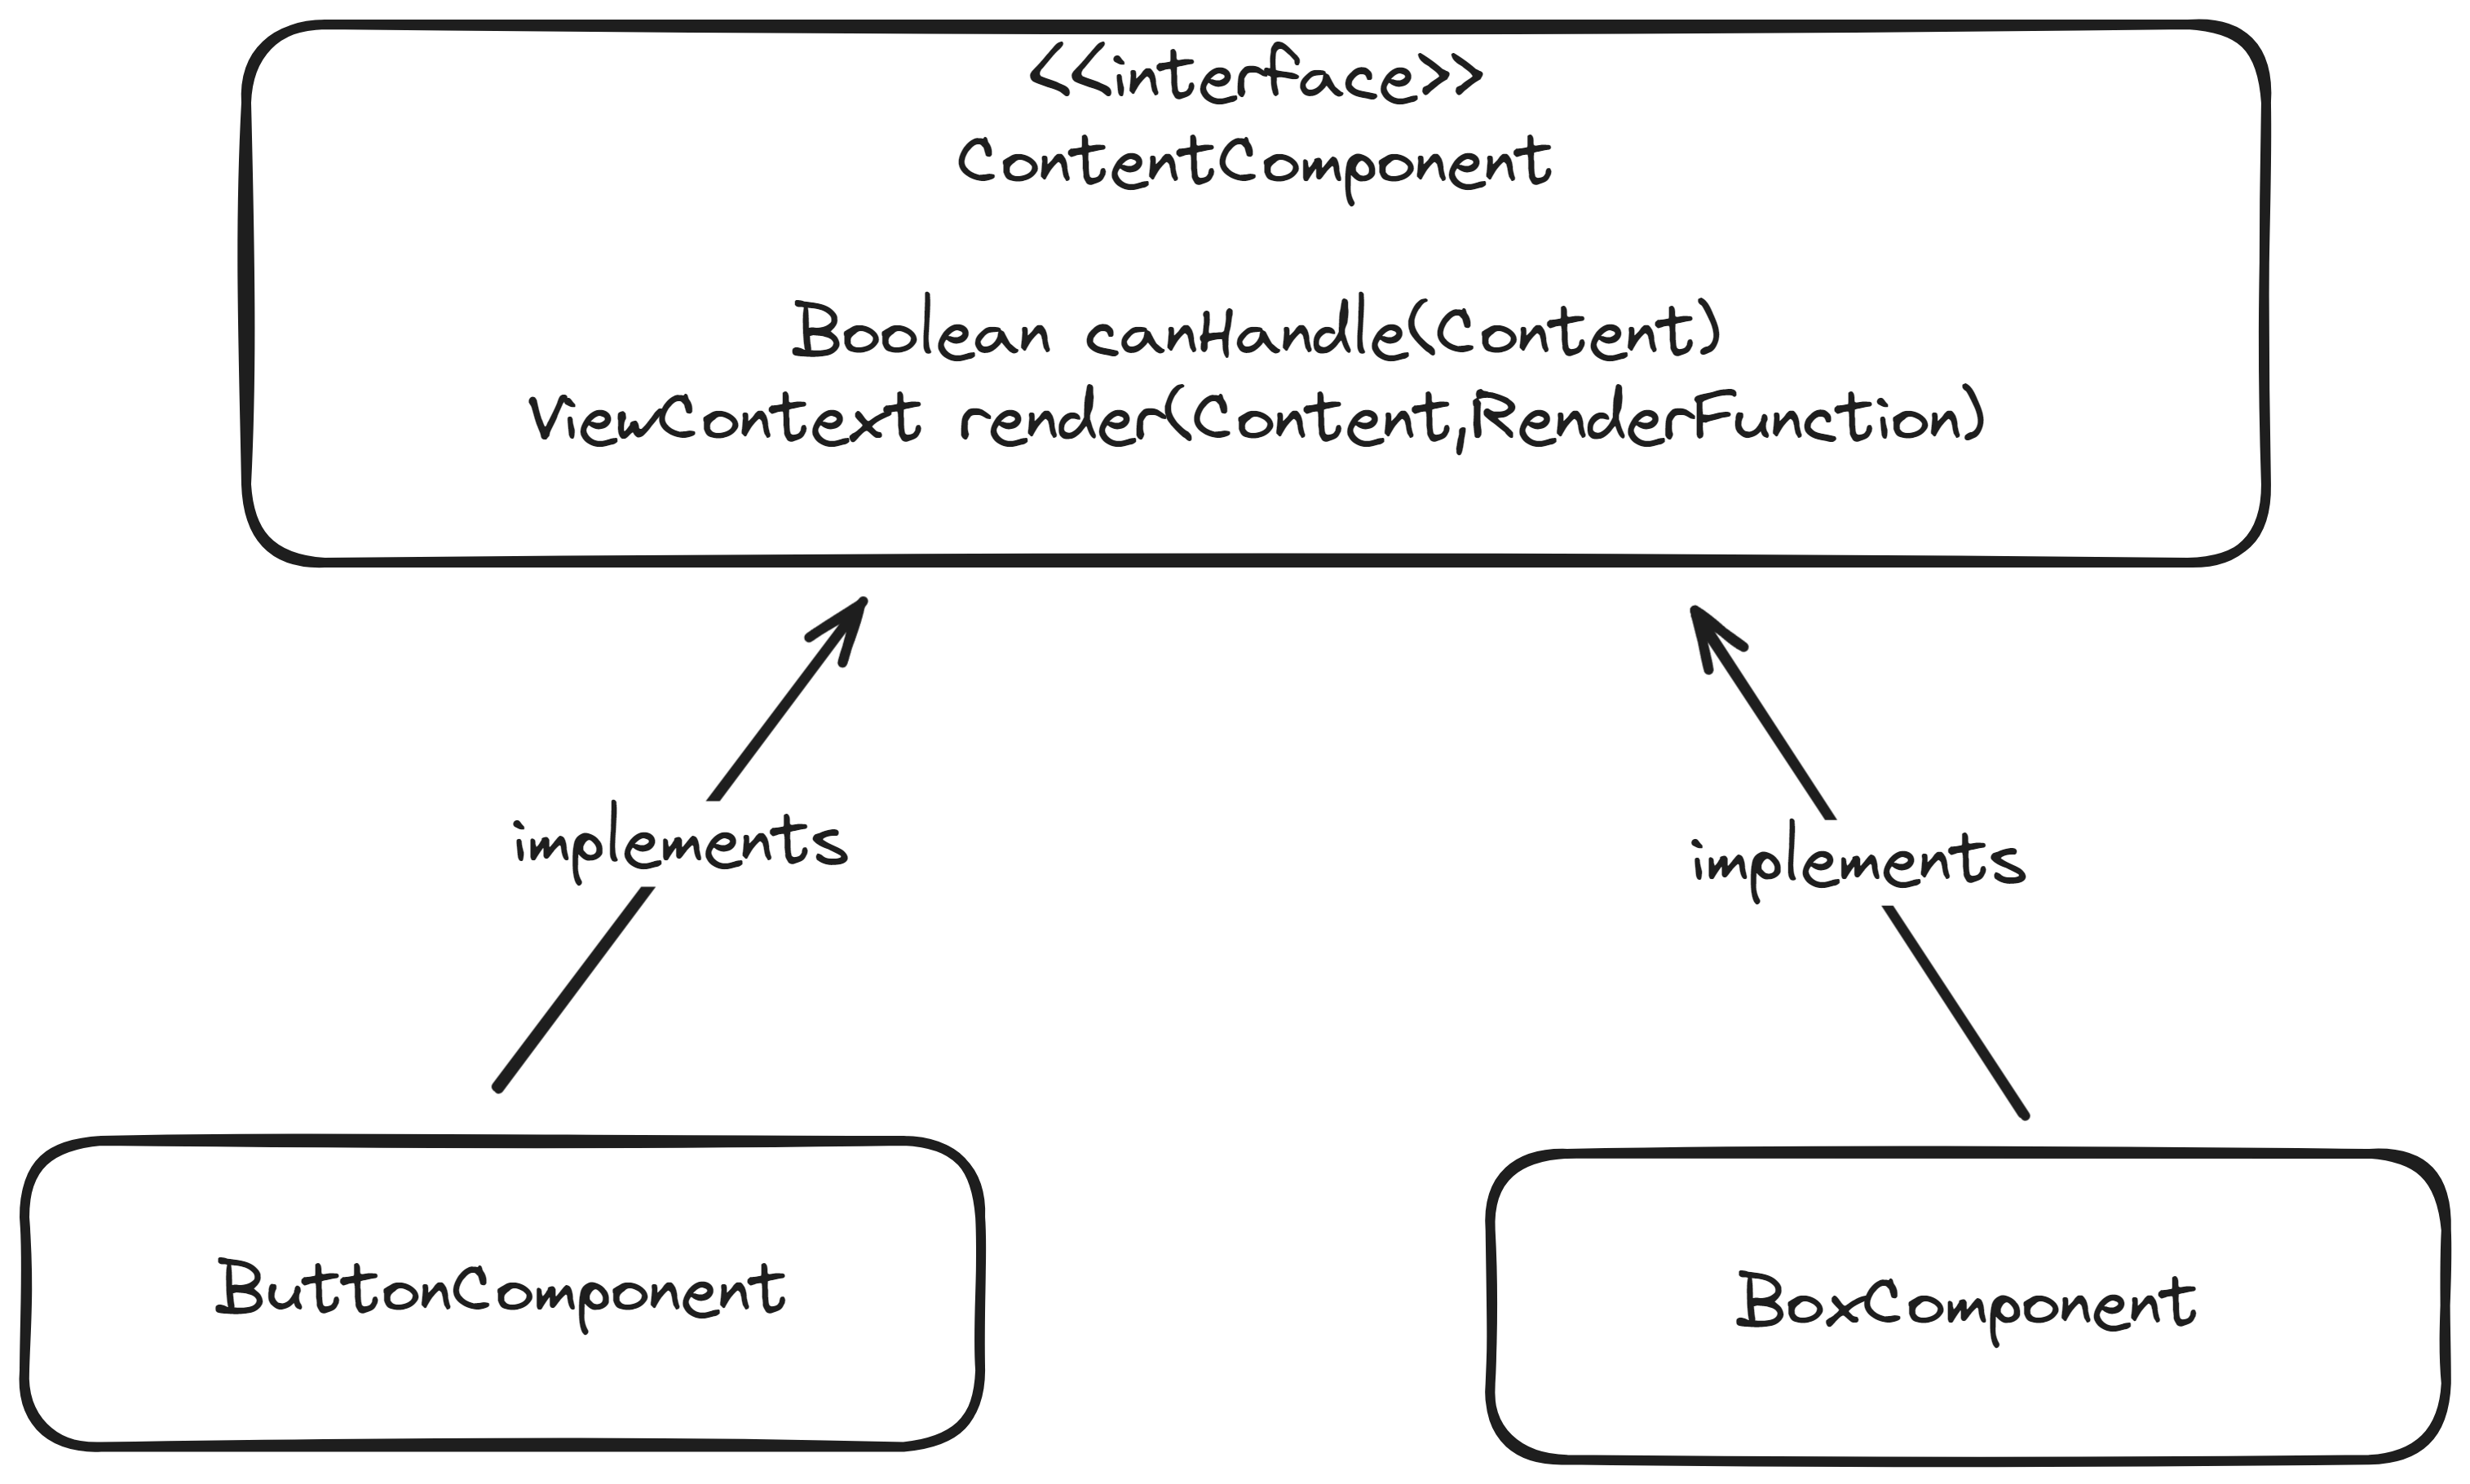 <<interface>>
ContentComponent
Boolean canHandle(Content)
ViewContext render(Content,RenderFunction)
implements
implements
ButtonComponent
BoxComponent